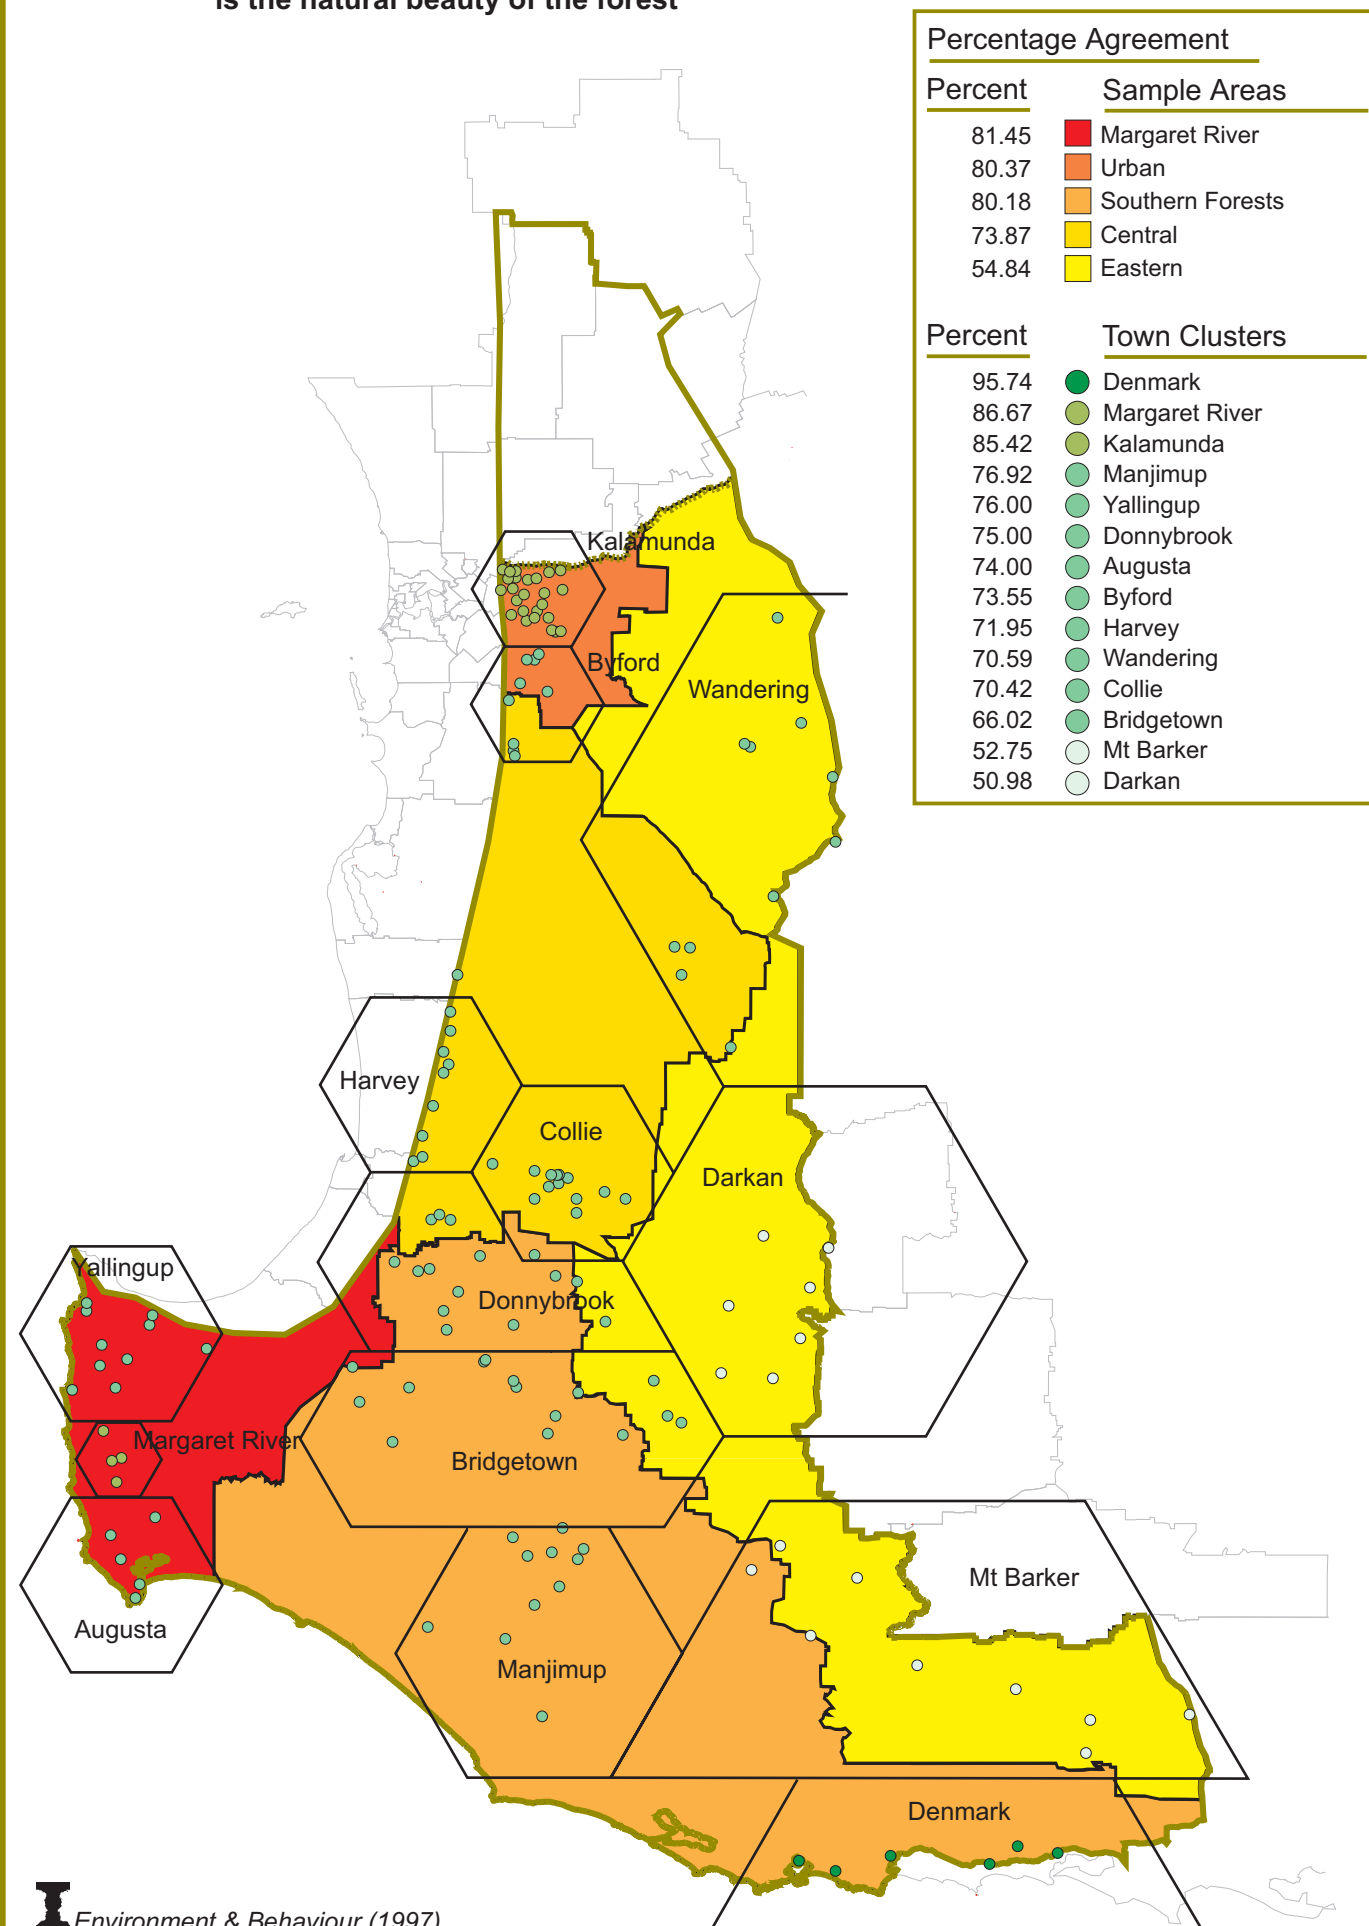 is the natural beauty of the forest
Percentage Agreement
Percent Sample Areas
81.45 Margaret River
80.37 Urban
80.18 Southern Forests
73.87 Central
54.84 Eastern
Percent Town Clusters
95.74 Denmark
86.67 Margaret River
85.42 Kalamunda
76.92 Manjimup
76.00 Yallingup
75.00 Donnybrook
74.00 Augusta
73.55 Byford
71.95 Harvey
70.59 Wandering
70.42 Collie
66.02 Bridgetown
52.75 Mt Barker
50.98 Darkan
Kalamunda
Byford
Wandering
Harvey
Collie
Darkan
Yallingup
Donnybrook
Margaret River
Bridgetown
Mt Barker
Augusta
Manjimup
Denmark
Environment & Behaviour (1997)